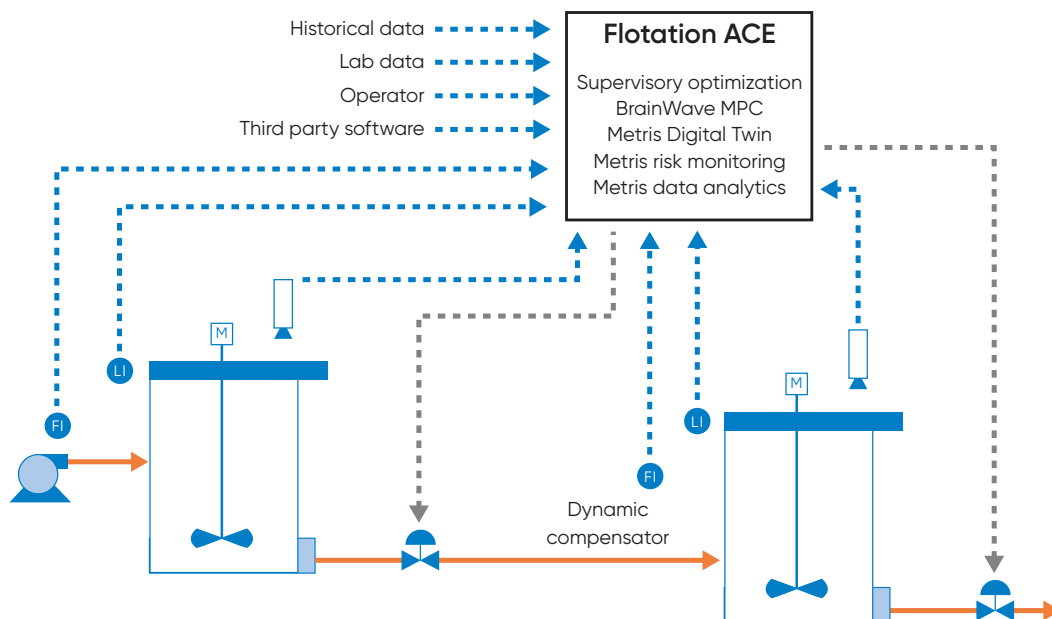 Historical data
Lab data
Operator
Third party software
Flotation ACE
Supervisory optimization
BrainWave MPC
Metris Digital Twin
Metris risk monitoring
Metris data analytics
M
LI
FI
M
LI
FI
Dynamic
compensator